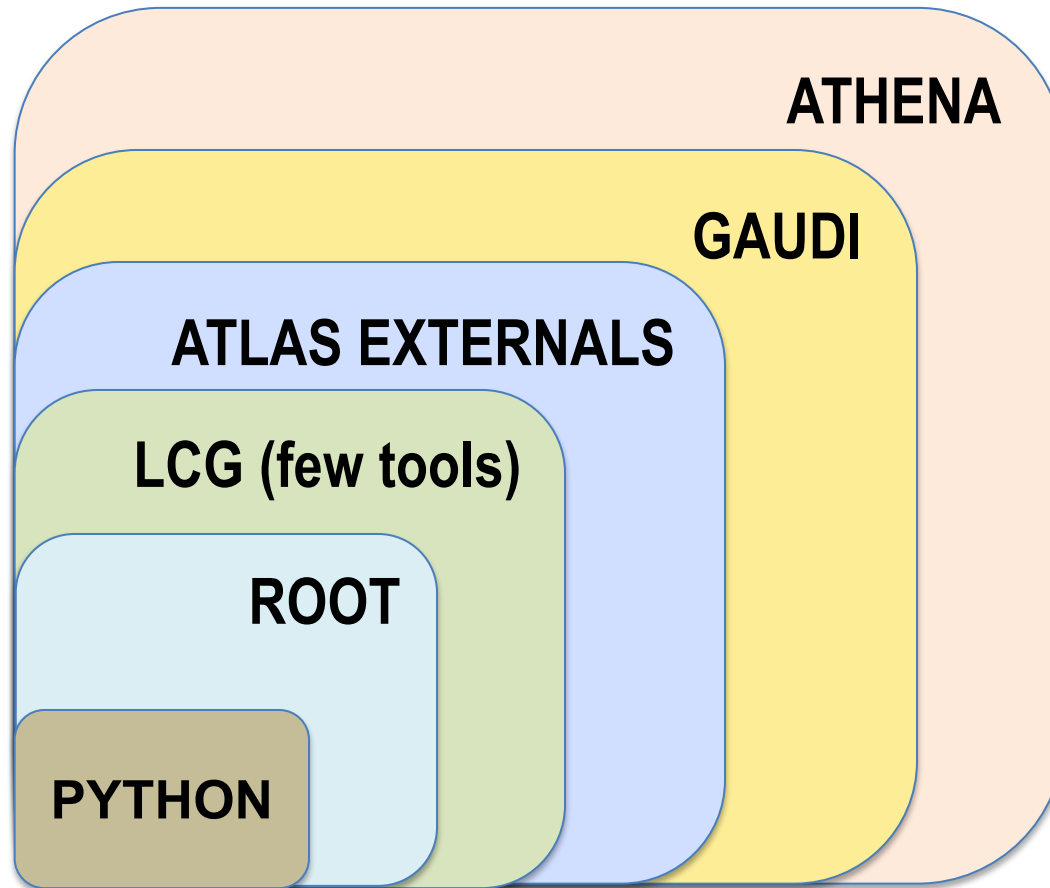 ATHENA
GAUDI
ATLAS EXTERNALS
LCG (few tools)
ROOT
PYTHON